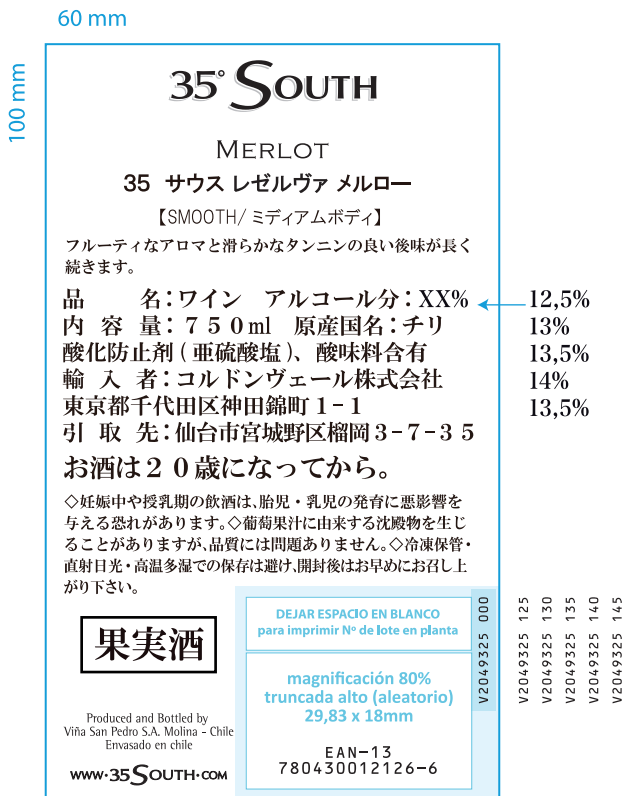 60 mm
100 mm
35° SOUTH
MERLOT
35 サウス レゼルヴァ メルロー
【SMOOTH/ミディアムボディ】
フルーティなアロマと滑らかなタンニンの良い後味が長く
続きます。
品 名：ワイン アルコール分：XX%
12,5%
内 容 量：７５０ml 原産国名：チリ
13%
酸化防止剤(亜硫酸塩)、酸味料含有
13,5%
輸 入 者：コルドンヴェール株式会社
14%
東京都千代田区神田錦町１−１
13,5%
引 取 先：仙台市宮城野区榴岡３−７−３５
お酒は２０歳になってから。
◇妊娠中や授乳期の飲酒は、胎児・乳児の発育に悪影響を
与える恐れがあります。◇葡萄果汁に由来する沈殿物を生じ
ることがありますが、品質には問題ありません。◇冷凍保管・
直射日光・高温多湿での保存は避け、開封後はお早めにお召し上
がり下さい。
果実酒
DEJAR ESPACIO EN BLANCO
para imprimir Nº de lote en planta
magnificación 80%
truncada alto (aleatorio)
29,83 x 18mm
EAN-13
780430012126-6
V2049325 000
V2049325 125
V2049325 130
V2049325 135
V2049325 140
V2049325 145
Produced and Bottled by
Viña San Pedro S.A. Molina - Chile
Envasado en chile
www·35SOUTH·COM